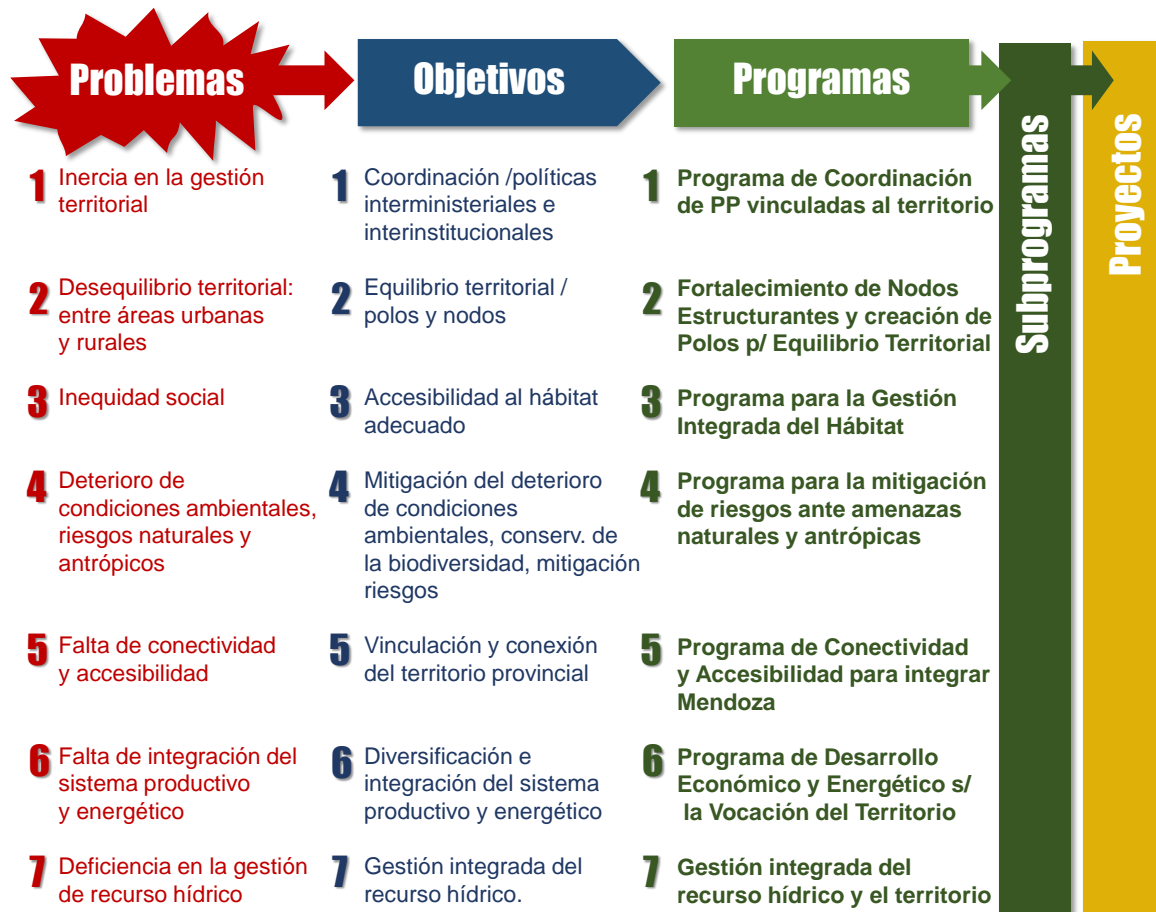 Problemas
Objetivos
Programas
Subprogramas
Proyectos
1 Inercia en la gestión
territorial
1 Coordinación /políticas
interministeriales e
interinstitucionales
1 Programa de Coordinación
de PP vinculadas al territorio
2 Desequilibrio territorial:
entre áreas urbanas
y rurales
2 Equilibrio territorial /
polos y nodos
2 Fortalecimiento de Nodos
Estructurantes y creación de
Polos p/ Equilibrio Territorial
3 Inequidad social
3 Accesibilidad al hábitat
adecuado
3 Programa para la Gestión
Integrada del Hábitat
4 Deterioro de
condiciones ambientales,
riesgos naturales y
antrópicos
4 Mitigación del deterioro
de condiciones
ambientales, conserv. de
la biodiversidad, mitigación
riesgos
4 Programa para la mitigación
de riesgos ante amenazas
naturales y antrópicas
5 Falta de conectividad
y accesibilidad
5 Vinculación y conexión
del territorio provincial
5 Programa de Conectividad
y Accesibilidad para integrar
Mendoza
6 Falta de integración del
sistema productivo
y energético
6 Diversificación e
integración del sistema
productivo y energético
6 Programa de Desarrollo
Económico y Energético s/
la Vocación del Territorio
7 Deficiencia en la gestión
de recurso hídrico
7 Gestión integrada del
recurso hídrico.
7 Gestión integrada del
recurso hídrico y el territorio